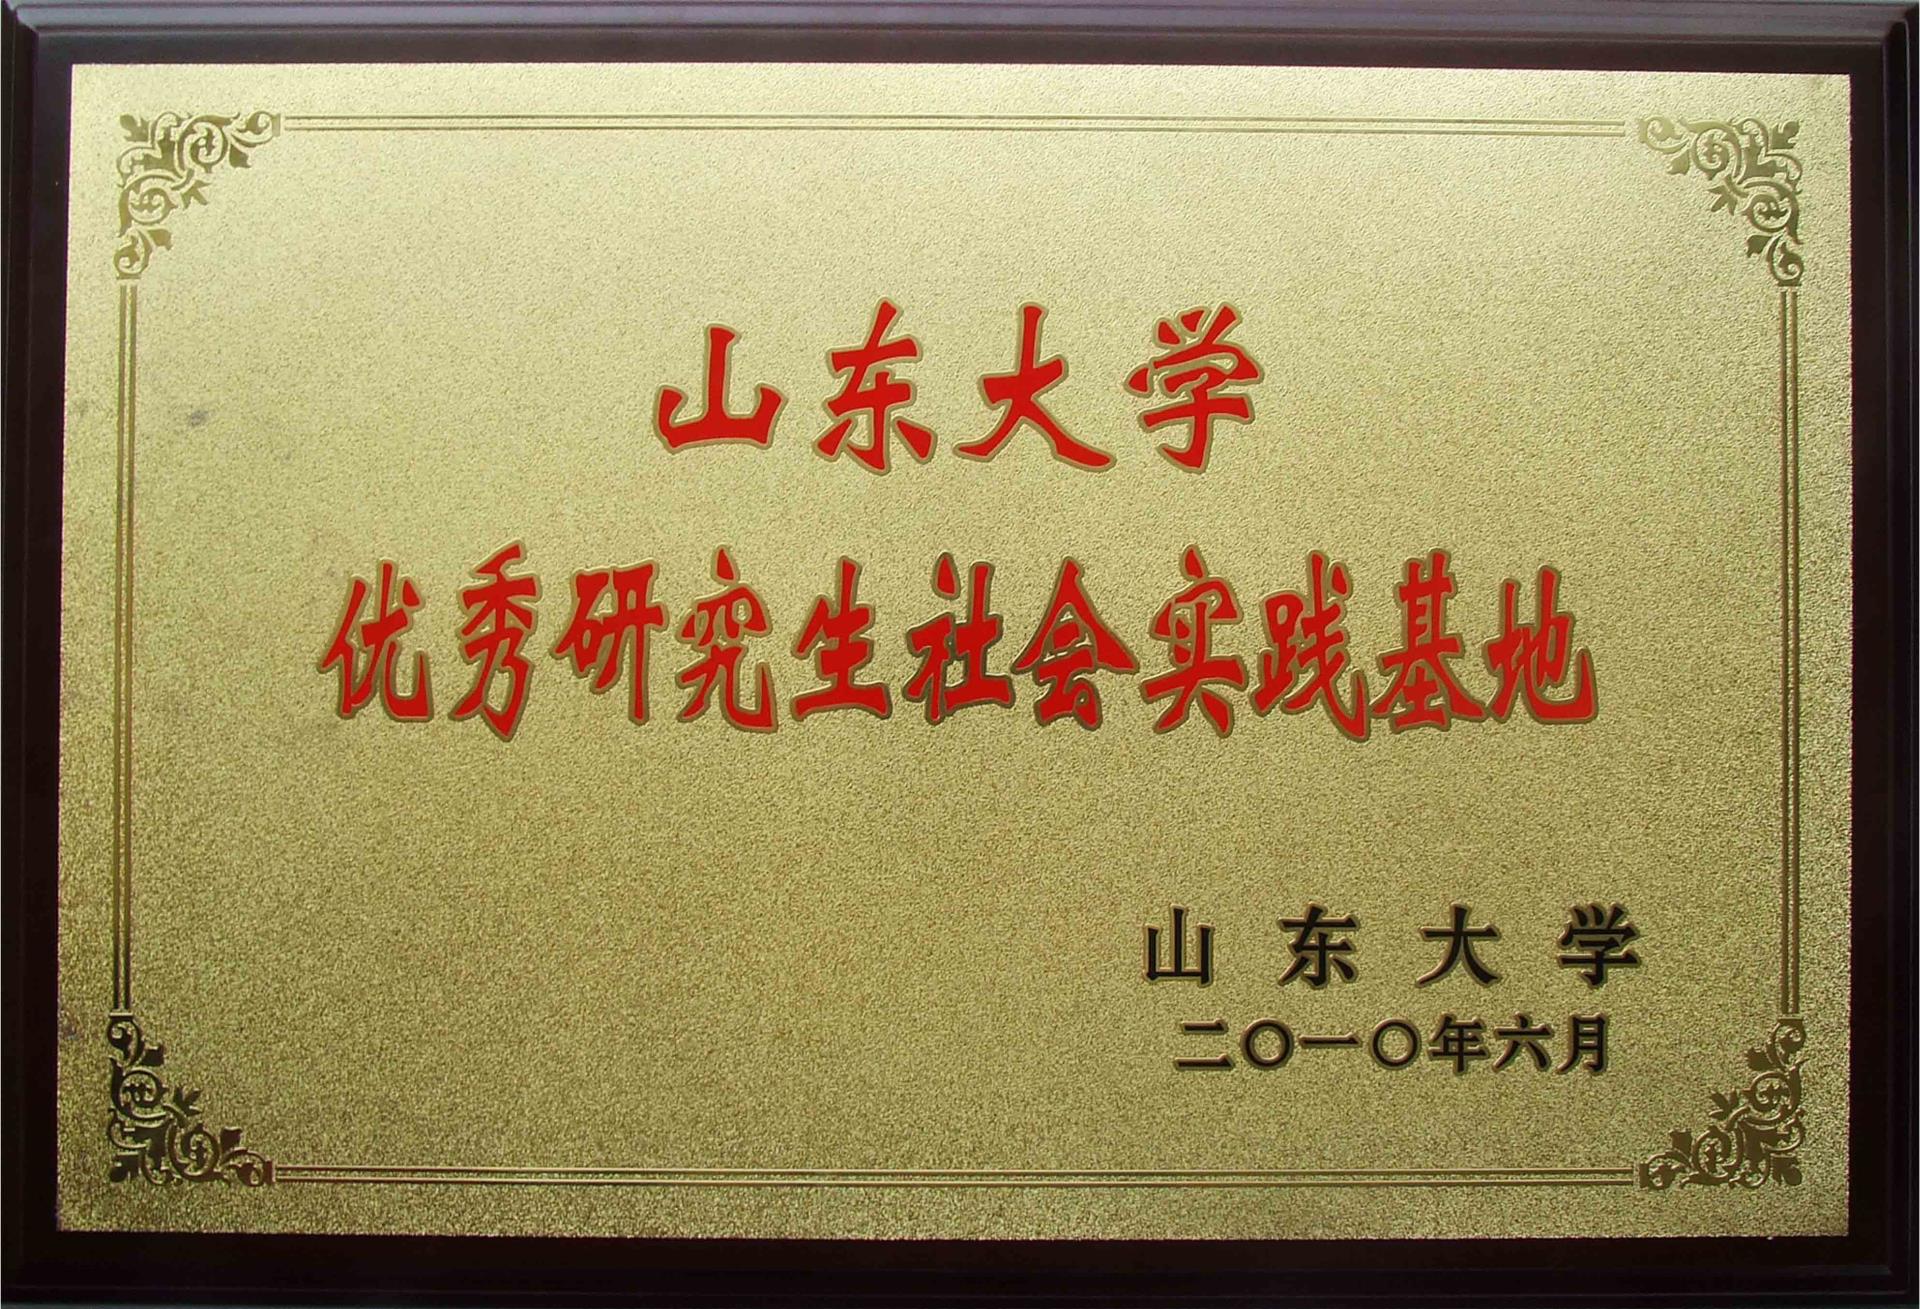 山东大学
优秀研究生社会实践基地
山东大学
二〇一〇年六月